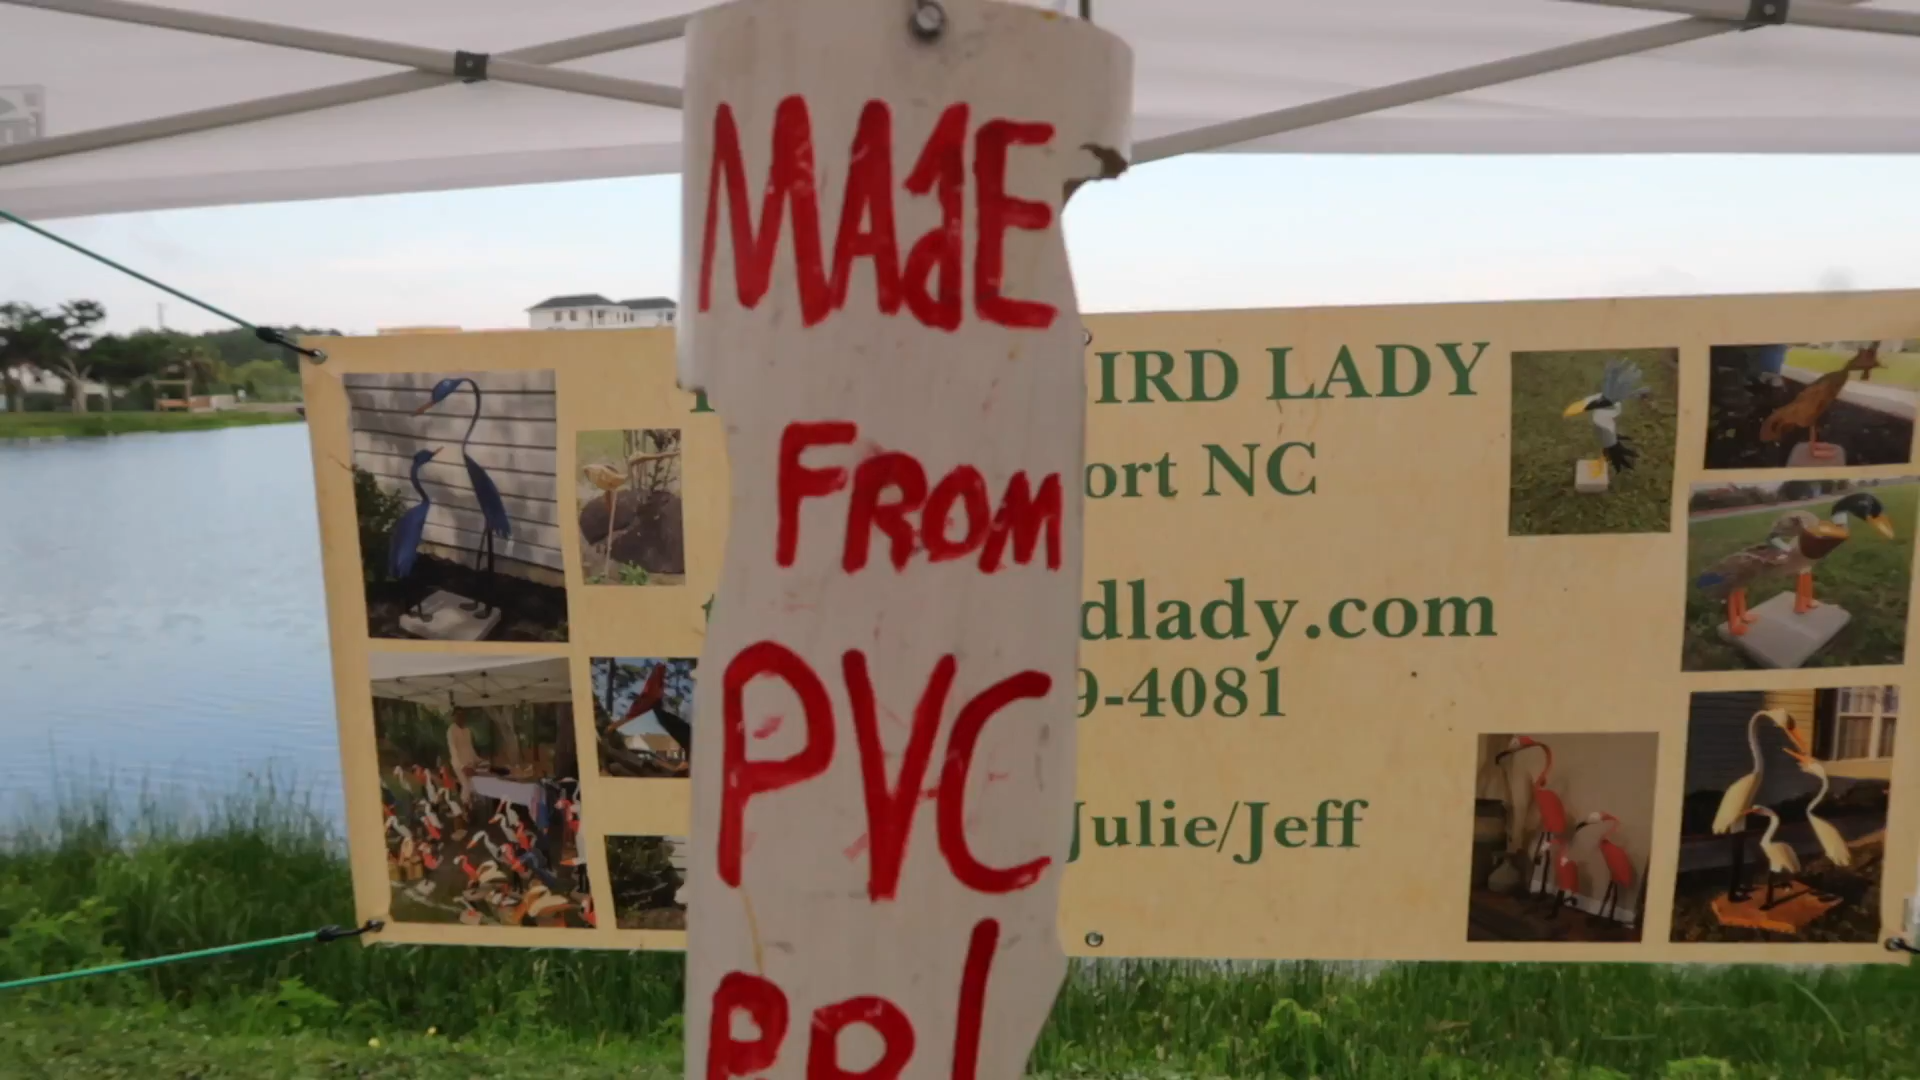 MAdE
FROM
PVC
IRD LADY
ort NC
dlady.com
9-4081
Julie/Jeff